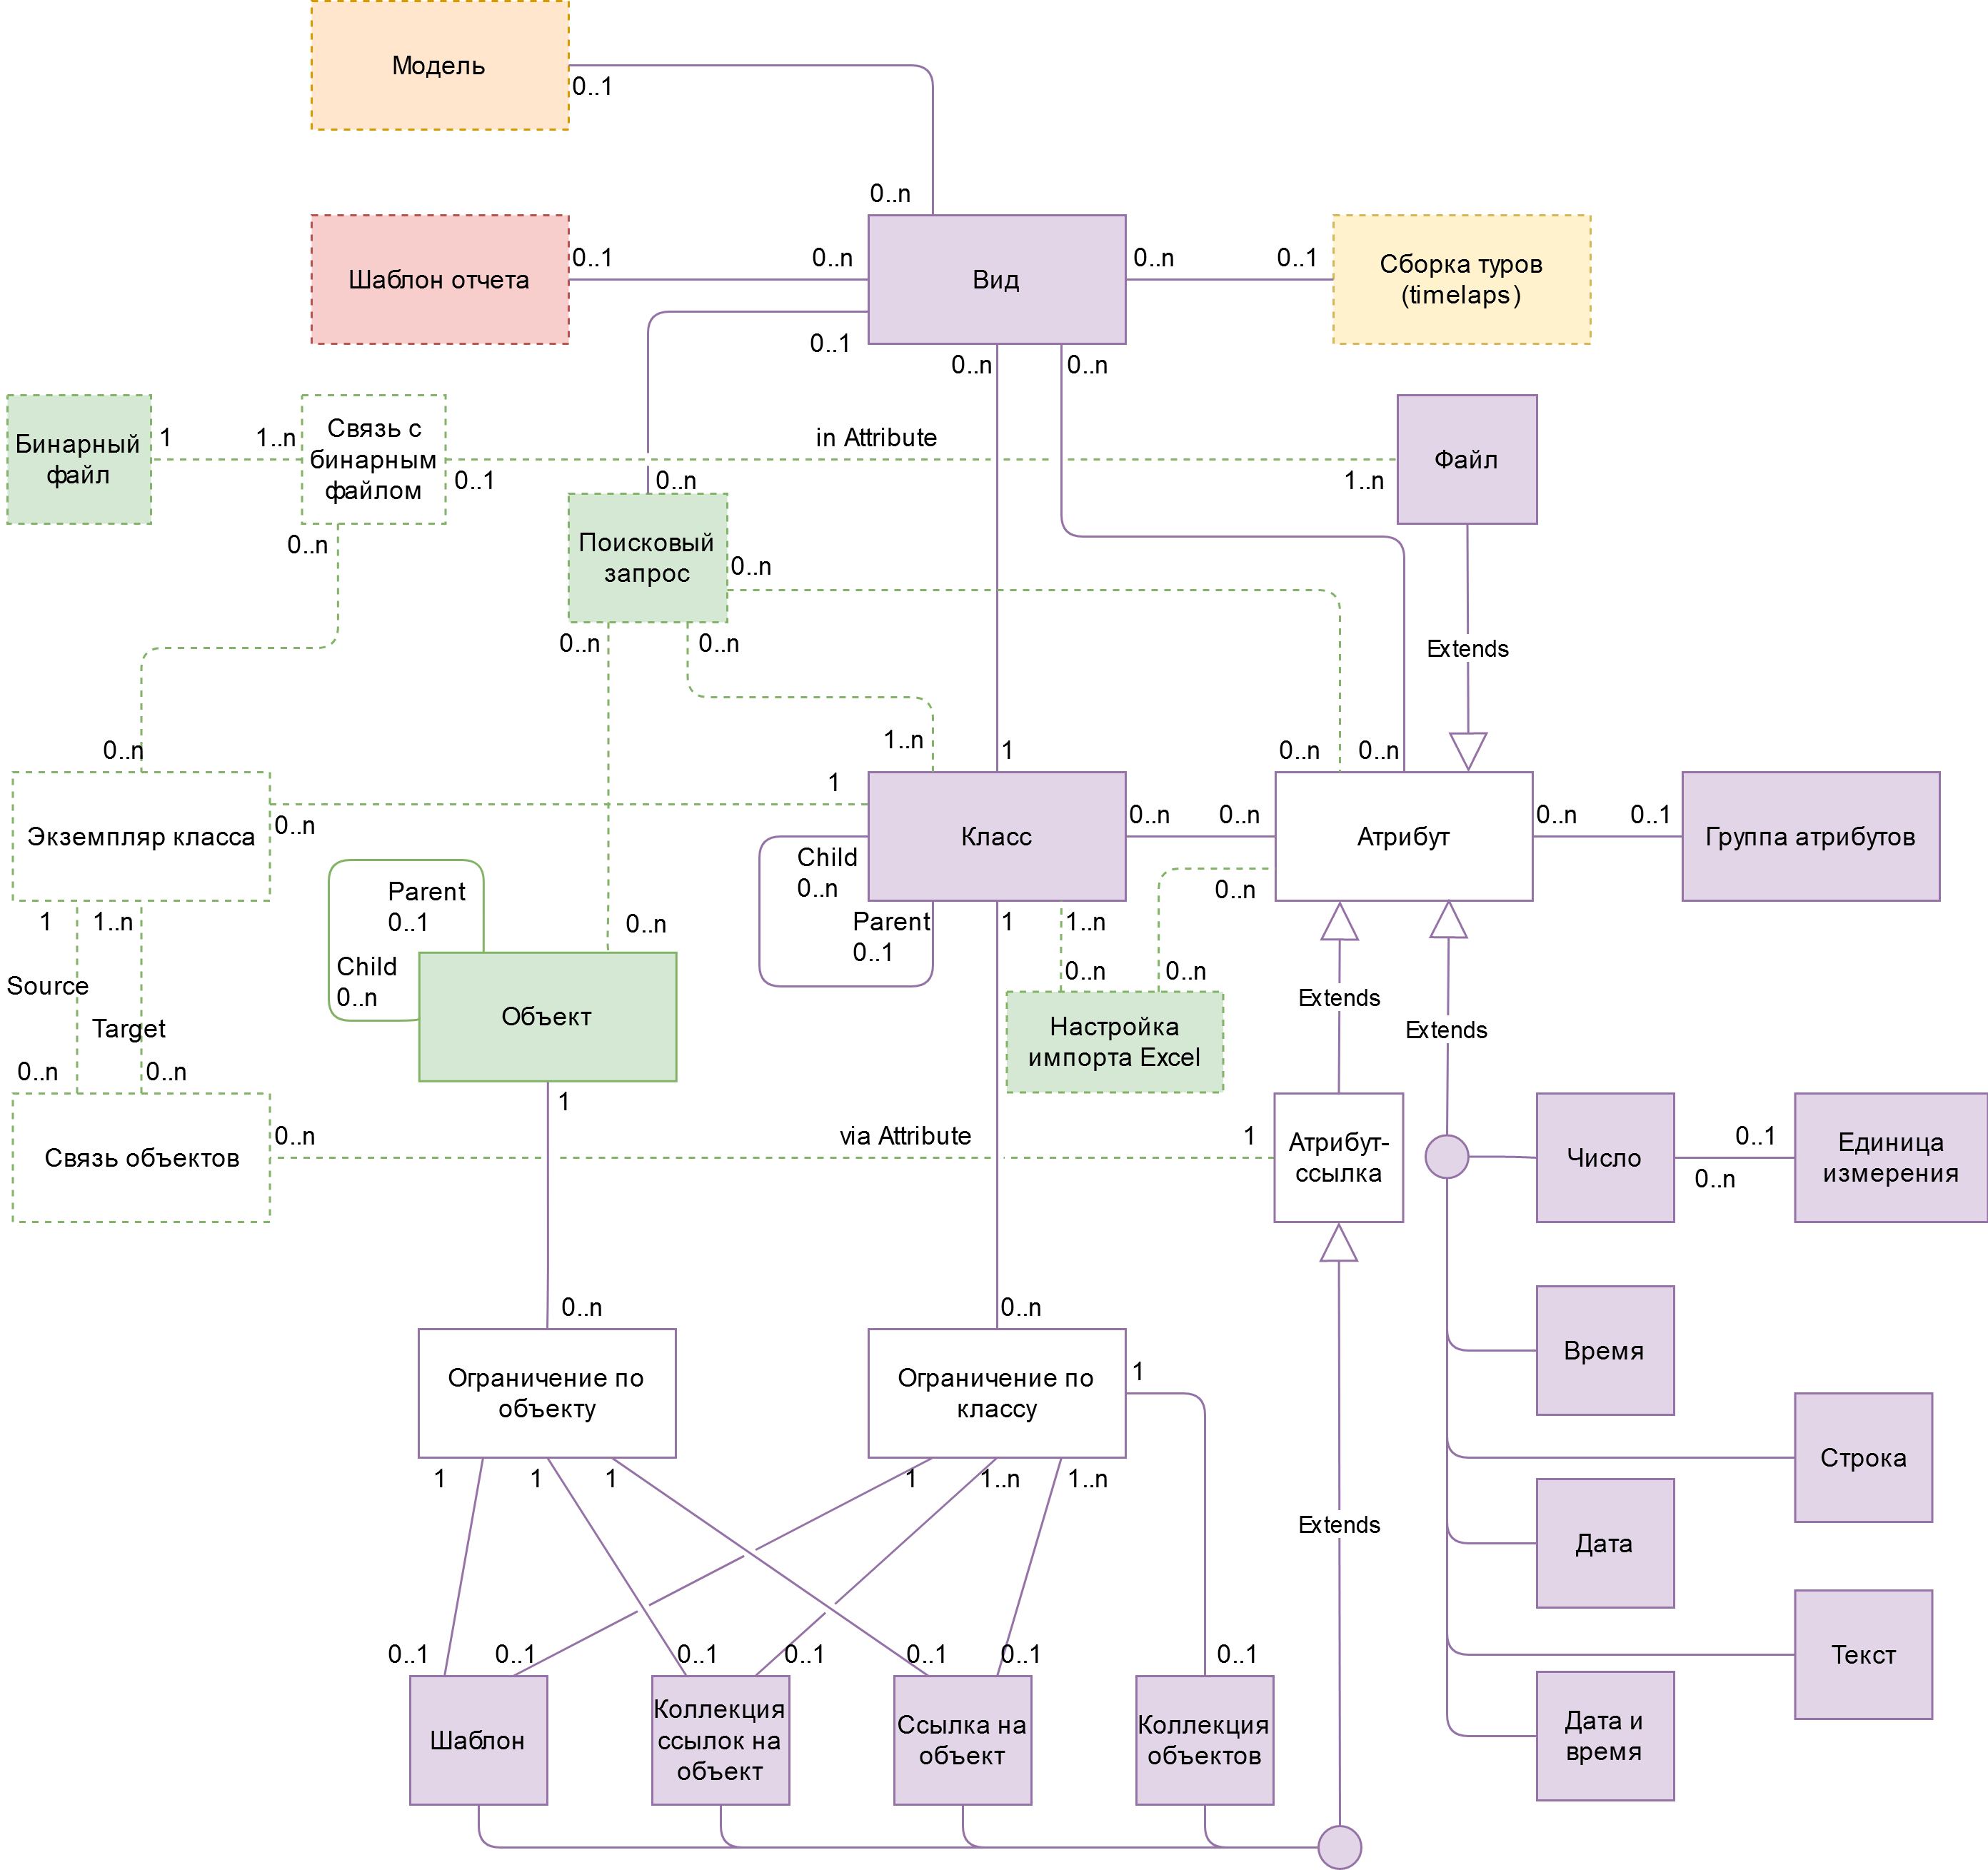 Модель
0..1
0..n
Шаблон отчета
0..1
0..n
Вид
0..n
0..1
Сборка туров
(timelaps)
0..1
0..n
0..n
Бинарный
файл
1
1..n
Связь с
бинарным
файлом
0..1
in Attribute
1..n
Файл
0..n
0..n
Поисковый
запрос
0..n
0..n
0..n
Extends
0..n
1..n
1
0..n
0..n
Экземпляр класса
0..n
1
Класс
0..n
0..n
Атрибут
0..n
0..1
Группа атрибутов
Child
0..n
Parent
0..1
Parent
0..1
Child
0..n
0..n
1
1..n
0..n
1
1..n
Source
Target
0..n
0..n
Объект
0..n
0..n
Настройка
импорта Excel
Extends
Extends
Связь объектов
0..n
1
via Attribute
1
Атрибут-
ссылка
Число
0..1
0..n
Единица
измерения
0..n
0..n
Время
Ограничение по
объекту
Ограничение по
классу
1
Строка
1
1
1
1
1..n
1..n
Extends
Дата
0..1
0..1
0..1
0..1
0..1
0..1
0..1
Текст
Шаблон
Коллекция
ссылок на
объект
Ссылка на
объект
Коллекция
объектов
Дата и
время